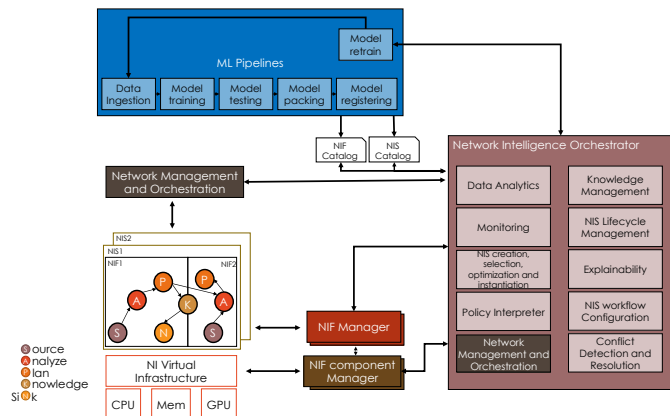 Model
retrain
ML Pipelines
Data
Ingestion
Model
training
Model
testing
Model
packing
Model
registering
NIF
Catalog
NIS
Catalog
Network Intelligence Orchestrator
Network Management
and Orchestration
Data Analytics
Knowledge
Management
Monitoring
NIS Lifecycle
Management
NIS creation,
selection,
optimization and
instantiation
Explainability
Policy Interpreter
NIS workflow
Configuration
Network
Management and
Orchestration
Conflict
Detection and
Resolution
NIS2
NIS1
NIF1
NIF2
P
P
A
K
A
S
N
S
NIF Manager
NIF component
Manager
NI Virtual
Infrastructure
CPU
Mem
GPU
Source
Analyze
Plan
Knowledge
SiNk